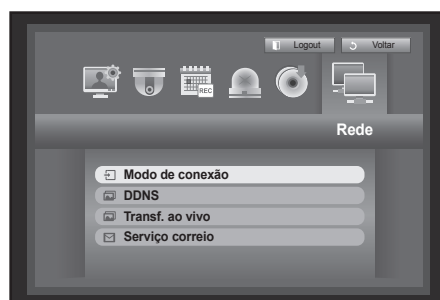 Logout Voltar
REC
Rede
Modo de conexão
DDNS
Transf. ao vivo
Serviço correio